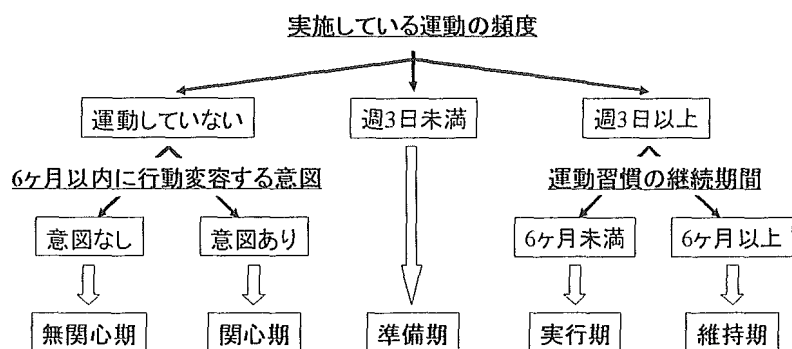 実施している運動の頻度
運動していない 週3日未満 週3日以上
6ヶ月以内に行動変容する意図 運動習慣の継続期間
意図なし 意図あり 6ヶ月未満 6ヶ月以上
無関心期 関心期 準備期 実行期 維持期